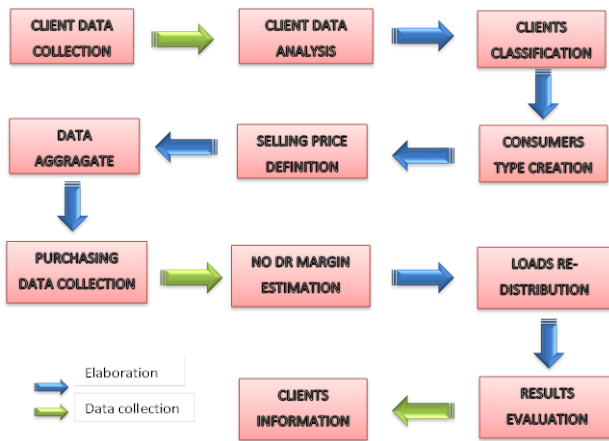 CLIENT DATA
COLLECTION
CLIENT DATA
ANALYSIS
CLIENTS
CLASSIFICATION
DATA
AGGRAGATE
SELLING PRICE
DEFINITION
CONSUMERS
TYPE CREATION
PURCHASING
DATA COLLECTION
NO DR MARGIN
ESTIMATION
LOADS RE-
DISTRIBUTION
Elaboration
Data collection
CLIENTS
INFORMATION
RESULTS
EVALUATION